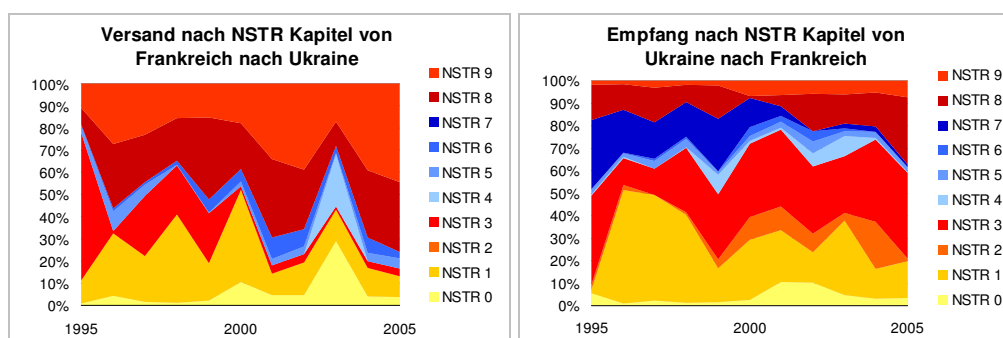 Versand nach NSTR Kapitel von
Frankreich nach Ukraine
100%
90%
80%
70%
60%
50%
40%
30%
20%
10%
0%
1995
2000
2005
NSTR 9
NSTR 8
NSTR 7
NSTR 6
NSTR 5
NSTR 4
NSTR 3
NSTR 2
NSTR 1
NSTR 0
Empfang nach NSTR Kapitel von
Ukraine nach Frankreich
100%
90%
80%
70%
60%
50%
40%
30%
20%
10%
0%
1995
2000
2005
NSTR 9
NSTR 8
NSTR 7
NSTR 6
NSTR 5
NSTR 4
NSTR 3
NSTR 2
NSTR 1
NSTR 0